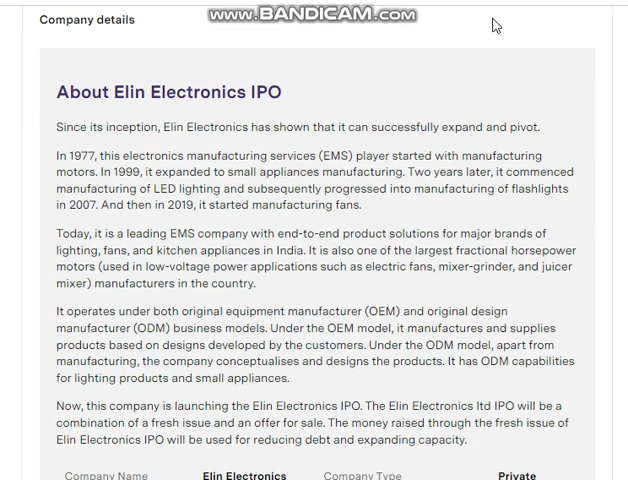 www.BANDICAM.com
Company details
About Elin Electronics IPO
Since its inception, Elin Electronics has shown that it can successfully expand and pivot.
In 1977, this electronics manufacturing services (EMS) player started with manufacturing
motors. In 1999, it expanded to small appliances manufacturing. Two years later, it commenced
manufacturing of LED lighting and subsequently progressed into manufacturing of flashlights
in 2007. And then in 2019, it started manufacturing fans.
Today, it is a leading EMS company with end-to-end product solutions for major brands of
lighting, fans, and kitchen appliances in India. It is also one of the largest fractional horsepower
motors (used in low-voltage power applications such as electric fans, mixer-grinder, and juicer
mixer) manufacturers in the country.
It operates under both original equipment manufacturer (OEM) and original design
manufacturer (ODM) business models. Under the OEM model, it manufactures and supplies
products based on designs developed by the customers. Under the ODM model, apart from
manufacturing, the company conceptualises and designs the products. It has ODM capabilities
for lighting products and small appliances.
Now, this company is launching the Elin Electronics IPO. The Elin Electronics ltd IPO will be a
combination of a fresh issue and an offer for sale. The money raised through the fresh issue of
Elin Electronics IPO will be used for reducing debt and expanding capacity.
Company Name Elin Electronics Company Type Private